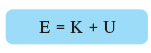 E = K + U